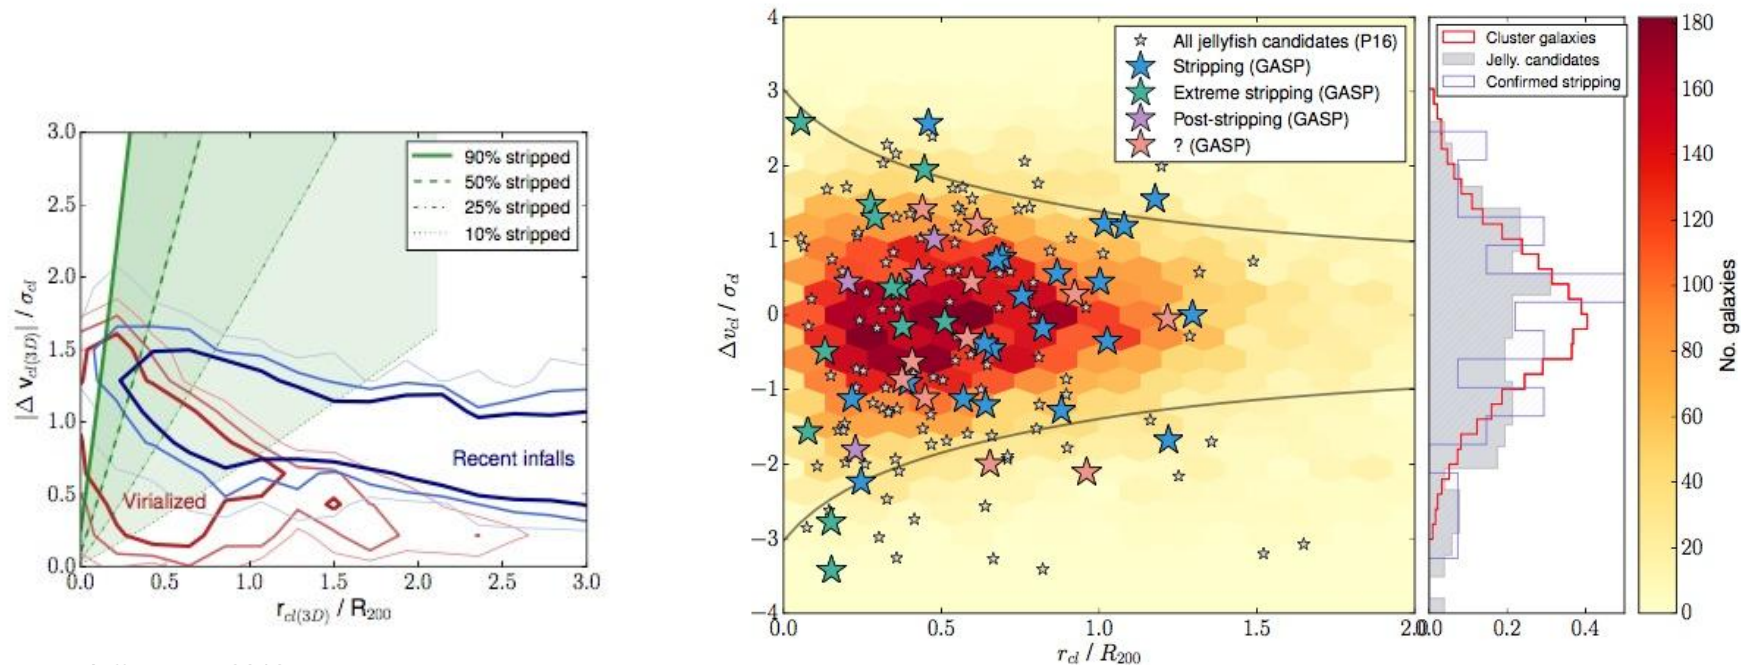 3.0
2.5
2.0
1.5
1.0
0.5
0.0
|Δ v_cl(3D)| / σ_cl
90% stripped
50% stripped
25% stripped
10% stripped
Recent infalls
Virialized
0.0 0.5 1.0 1.5 2.0 2.5 3.0
r_cl(3D) / R_200
4
3
2
1
0
−1
−2
−3
−4
Δv_cl / σ_cl
All jellyfish candidates (P16)
Stripping (GASP)
Extreme stripping (GASP)
Post-stripping (GASP)
? (GASP)
0.0 0.5 1.0 1.5 2.0
r_cl / R_200
Cluster galaxies
Jelly. candidates
Confirmed stripping
0.0 0.2 0.4
180
160
140
120
100
80
60
40
20
0
No. galaxies